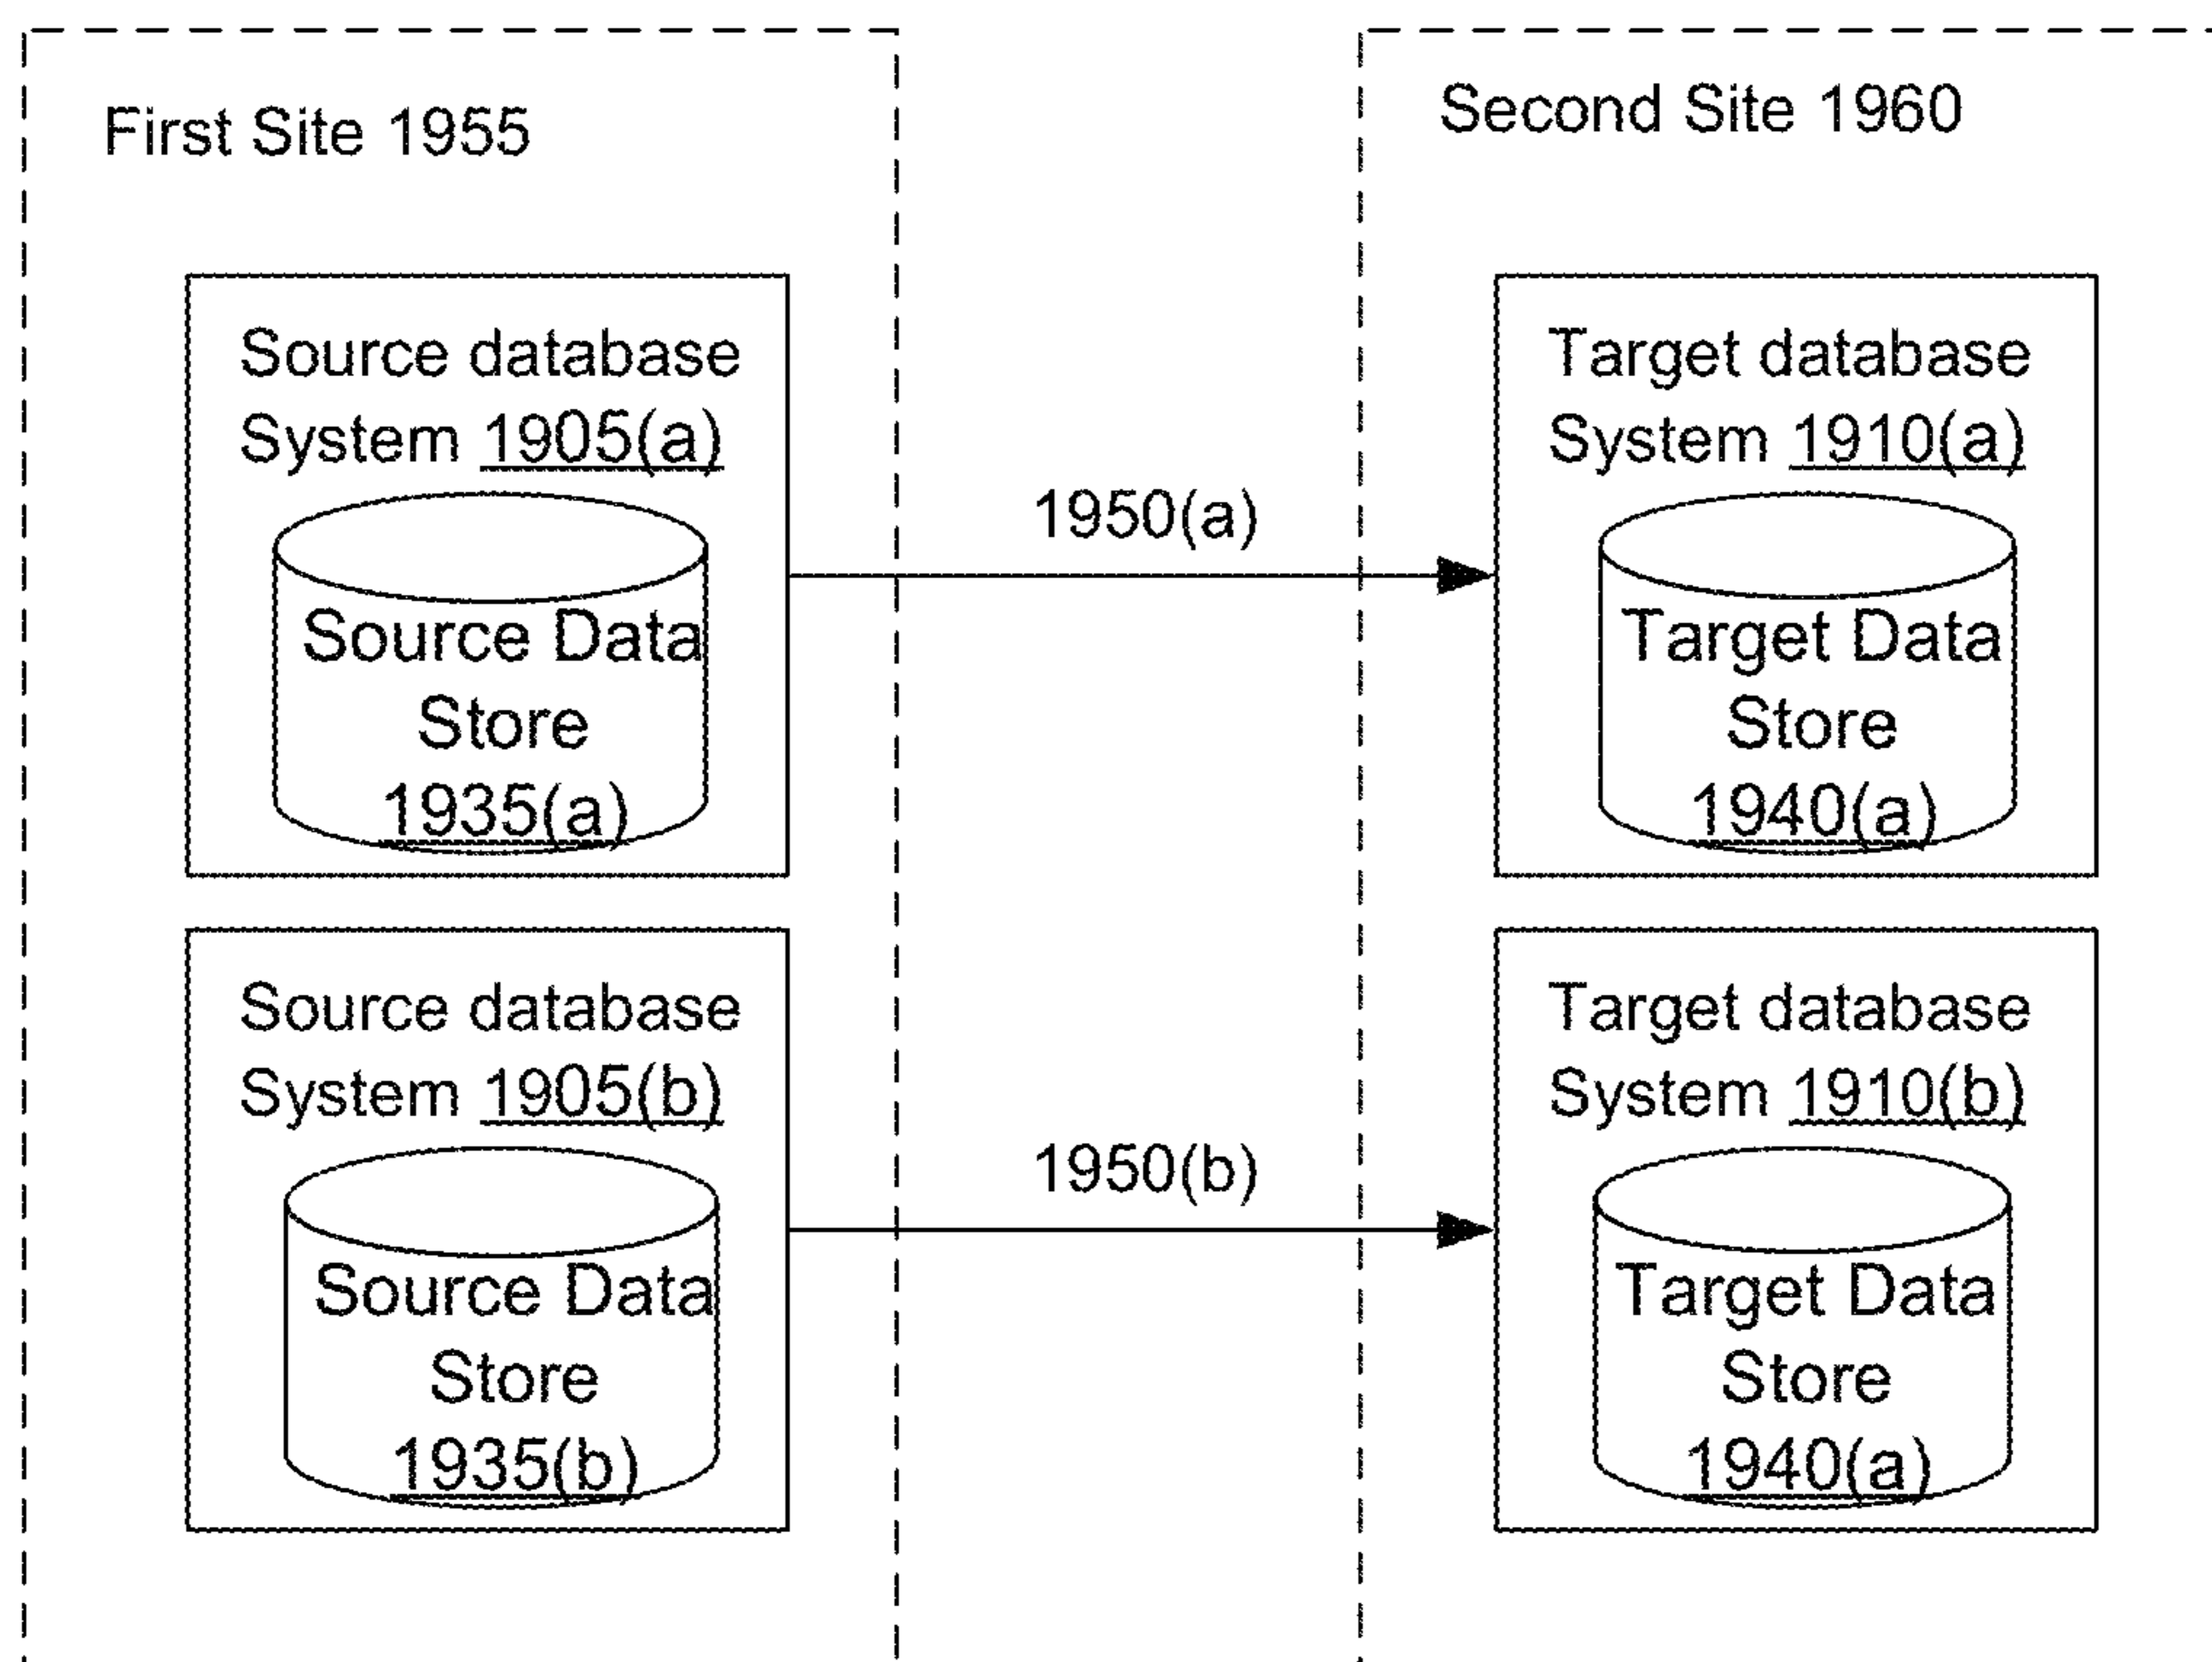 First Site 1955
Second Site 1960
Source database
System 1905(a)
Source Data
Store
1935(a)
1950(a)
Target database
System 1910(a)
Target Data
Store
1940(a)
Source database
System 1905(b)
Source Data
Store
1935(b)
1950(b)
Target database
System 1910(b)
Target Data
Store
1940(a)